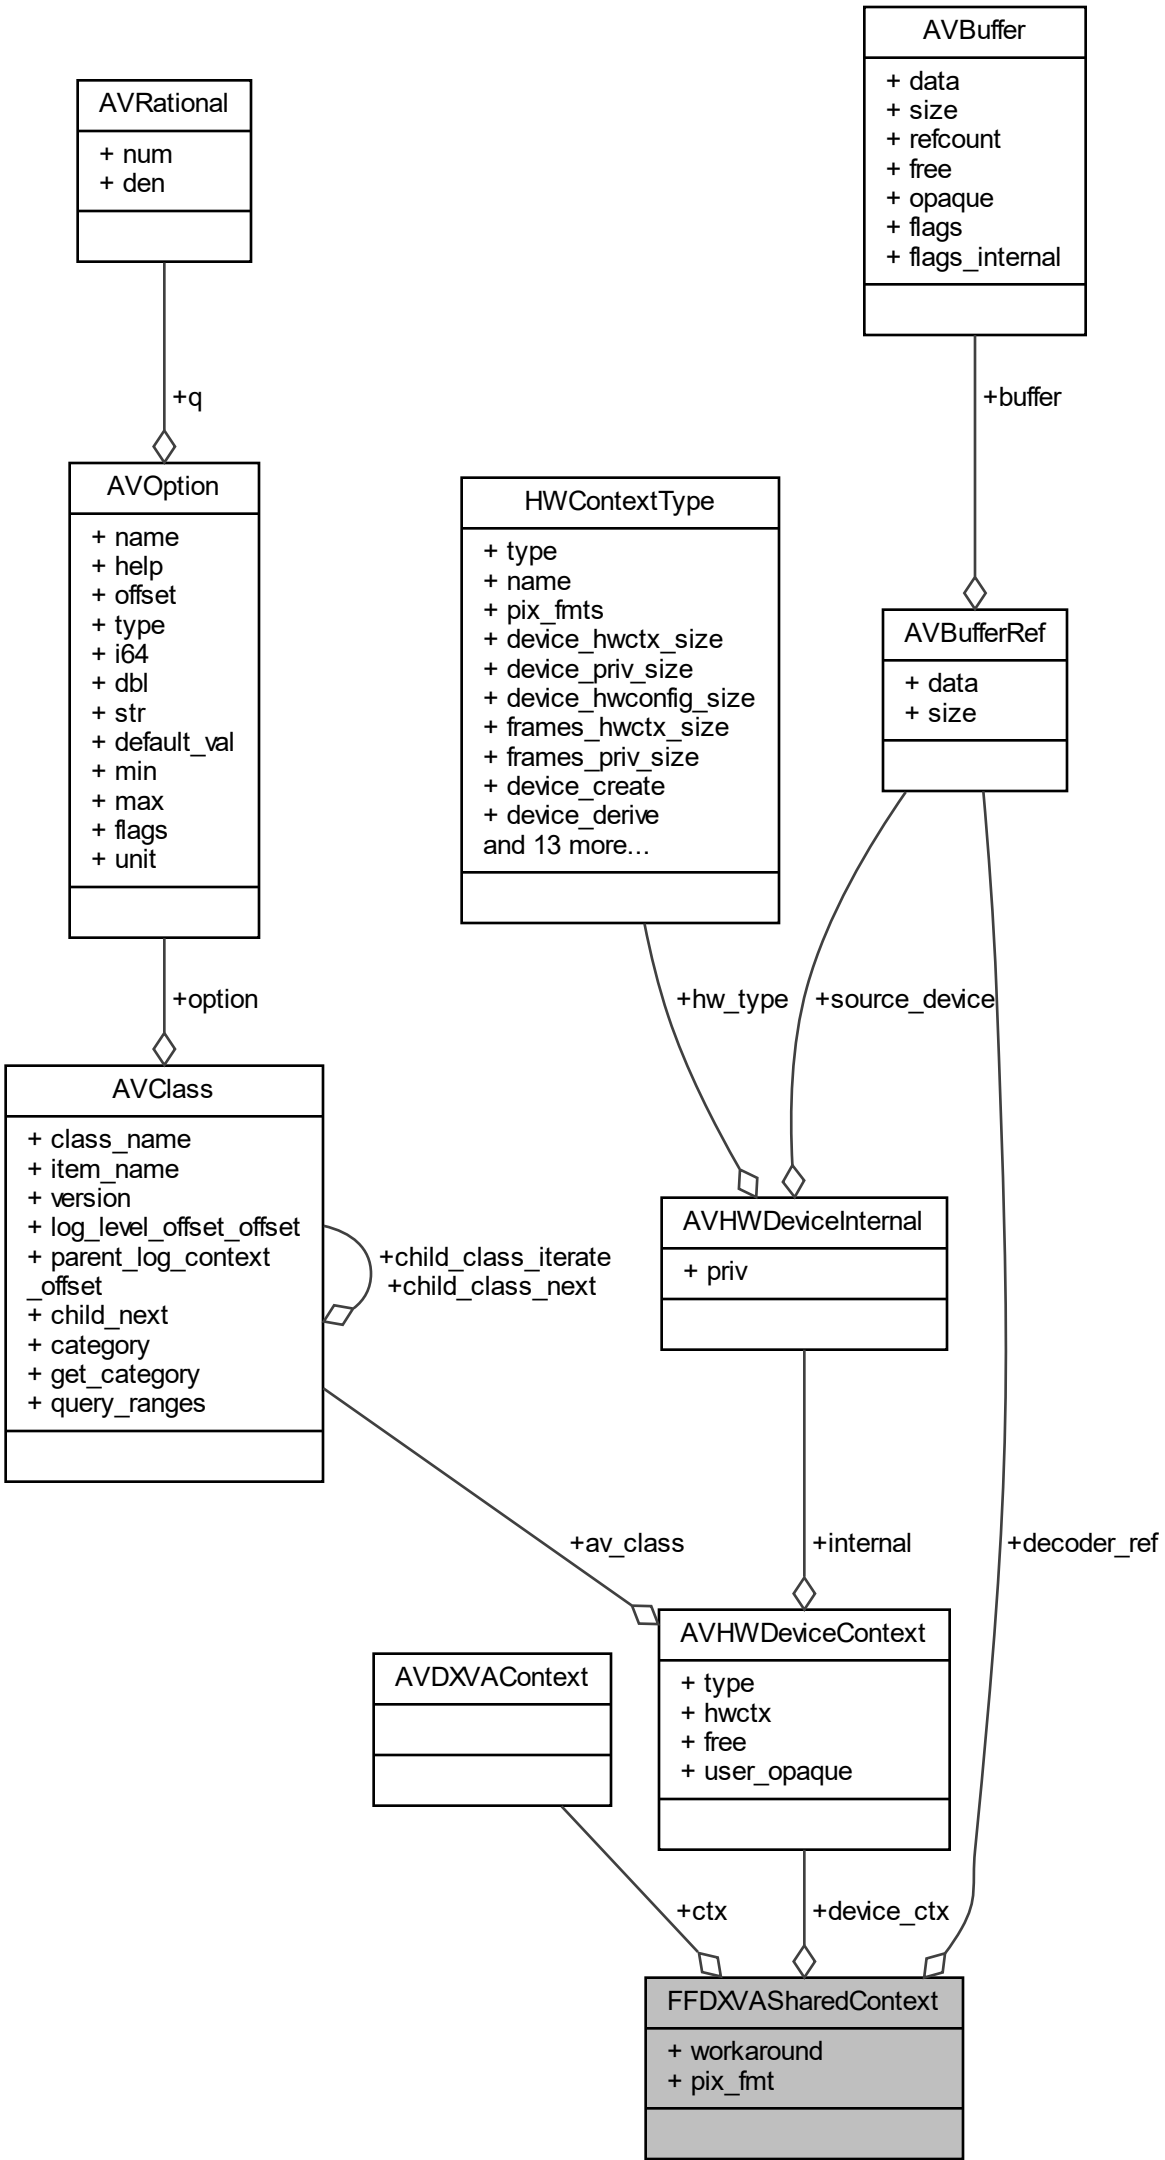 AVBuffer
+ data
+ size
+ refcount
+ free
+ opaque
+ flags
+ flags_internal
AVRational
+ num
+ den
+q
+buffer
AVOption
+ name
+ help
+ offset
+ type
+ i64
+ dbl
+ str
+ default_val
+ min
+ max
+ flags
+ unit
HWContextType
+ type
+ name
+ pix_fmts
+ device_hwctx_size
+ device_priv_size
+ device_hwconfig_size
+ frames_hwctx_size
+ frames_priv_size
+ device_create
+ device_derive
and 13 more...
AVBufferRef
+ data
+ size
+option
+hw_type
+source_device
AVClass
+ class_name
+ item_name
+ version
+ log_level_offset_offset
+ parent_log_context
_offset
+ child_next
+ category
+ get_category
+ query_ranges
+child_class_iterate
+child_class_next
AVHWDeviceInternal
+ priv
+av_class
+internal
+decoder_ref
AVDXVAContext
AVHWDeviceContext
+ type
+ hwctx
+ free
+ user_opaque
+ctx
+device_ctx
FFDXVASharedContext
+ workaround
+ pix_fmt